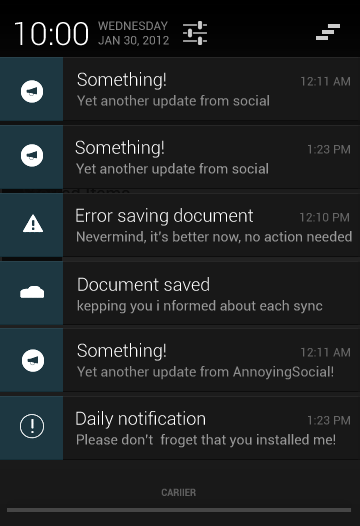 10:00 WEDNESDAY
JAN 30, 2012
Something! 12:11 AM
Yet another update from social
Something! 1:23 PM
Yet another update from social
Error saving document 12:10 PM
Nevermind, it's better now, no action needed
Document saved
kepping you i nformed about each sync
Something! 12:11 AM
Yet another update from AnnoyingSocial!
Daily notification 1:23 PM
Please don't froget that you installed me!
CARIIER